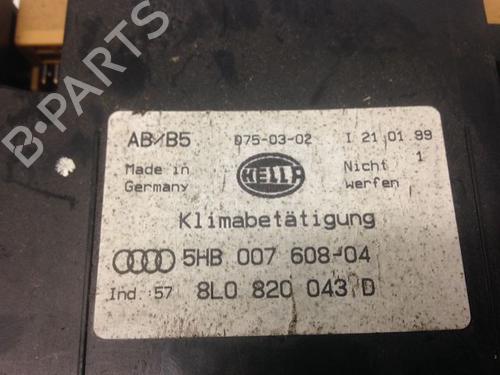 AB/B5 D75-03-02 I 21 01 99
Made in Germany HELLA Nicht 1 werfen
Klimabetätigung
5HB 007 608-04
Ind. 57 8L0 820 043 D
B-PARTS